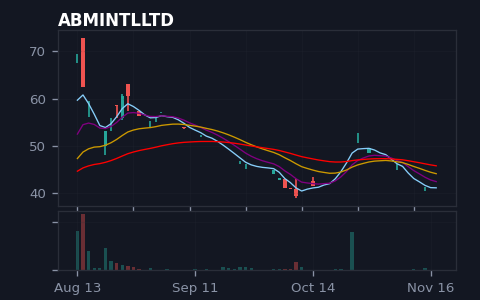 ABMINTLLTD
70
60
50
40
Aug 13
Sep 11
Oct 14
Nov 16